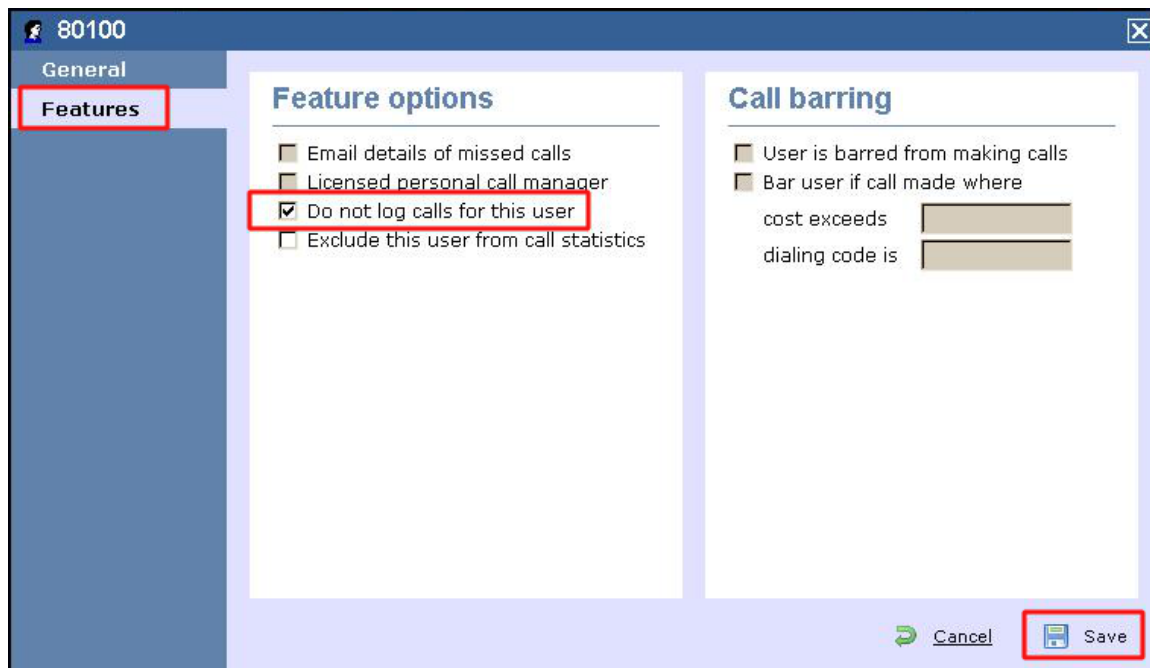 80100
General
Features
Feature options
Email details of missed calls
Licensed personal call manager
Do not log calls for this user
Exclude this user from call statistics
Call barring
User is barred from making calls
Bar user if call made where
cost exceeds
dialing code is
Cancel
Save